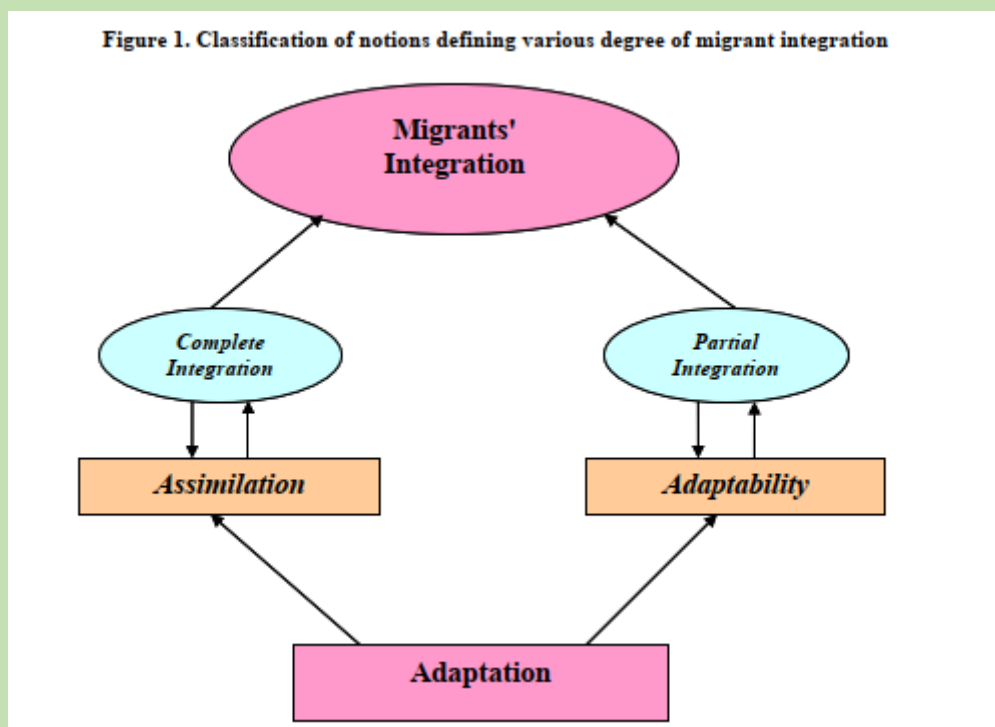 Figure 1. Classification of notions defining various degree of migrant integration
Migrants'
Integration
Complete
Integration
Partial
Integration
Assimilation
Adaptability
Adaptation